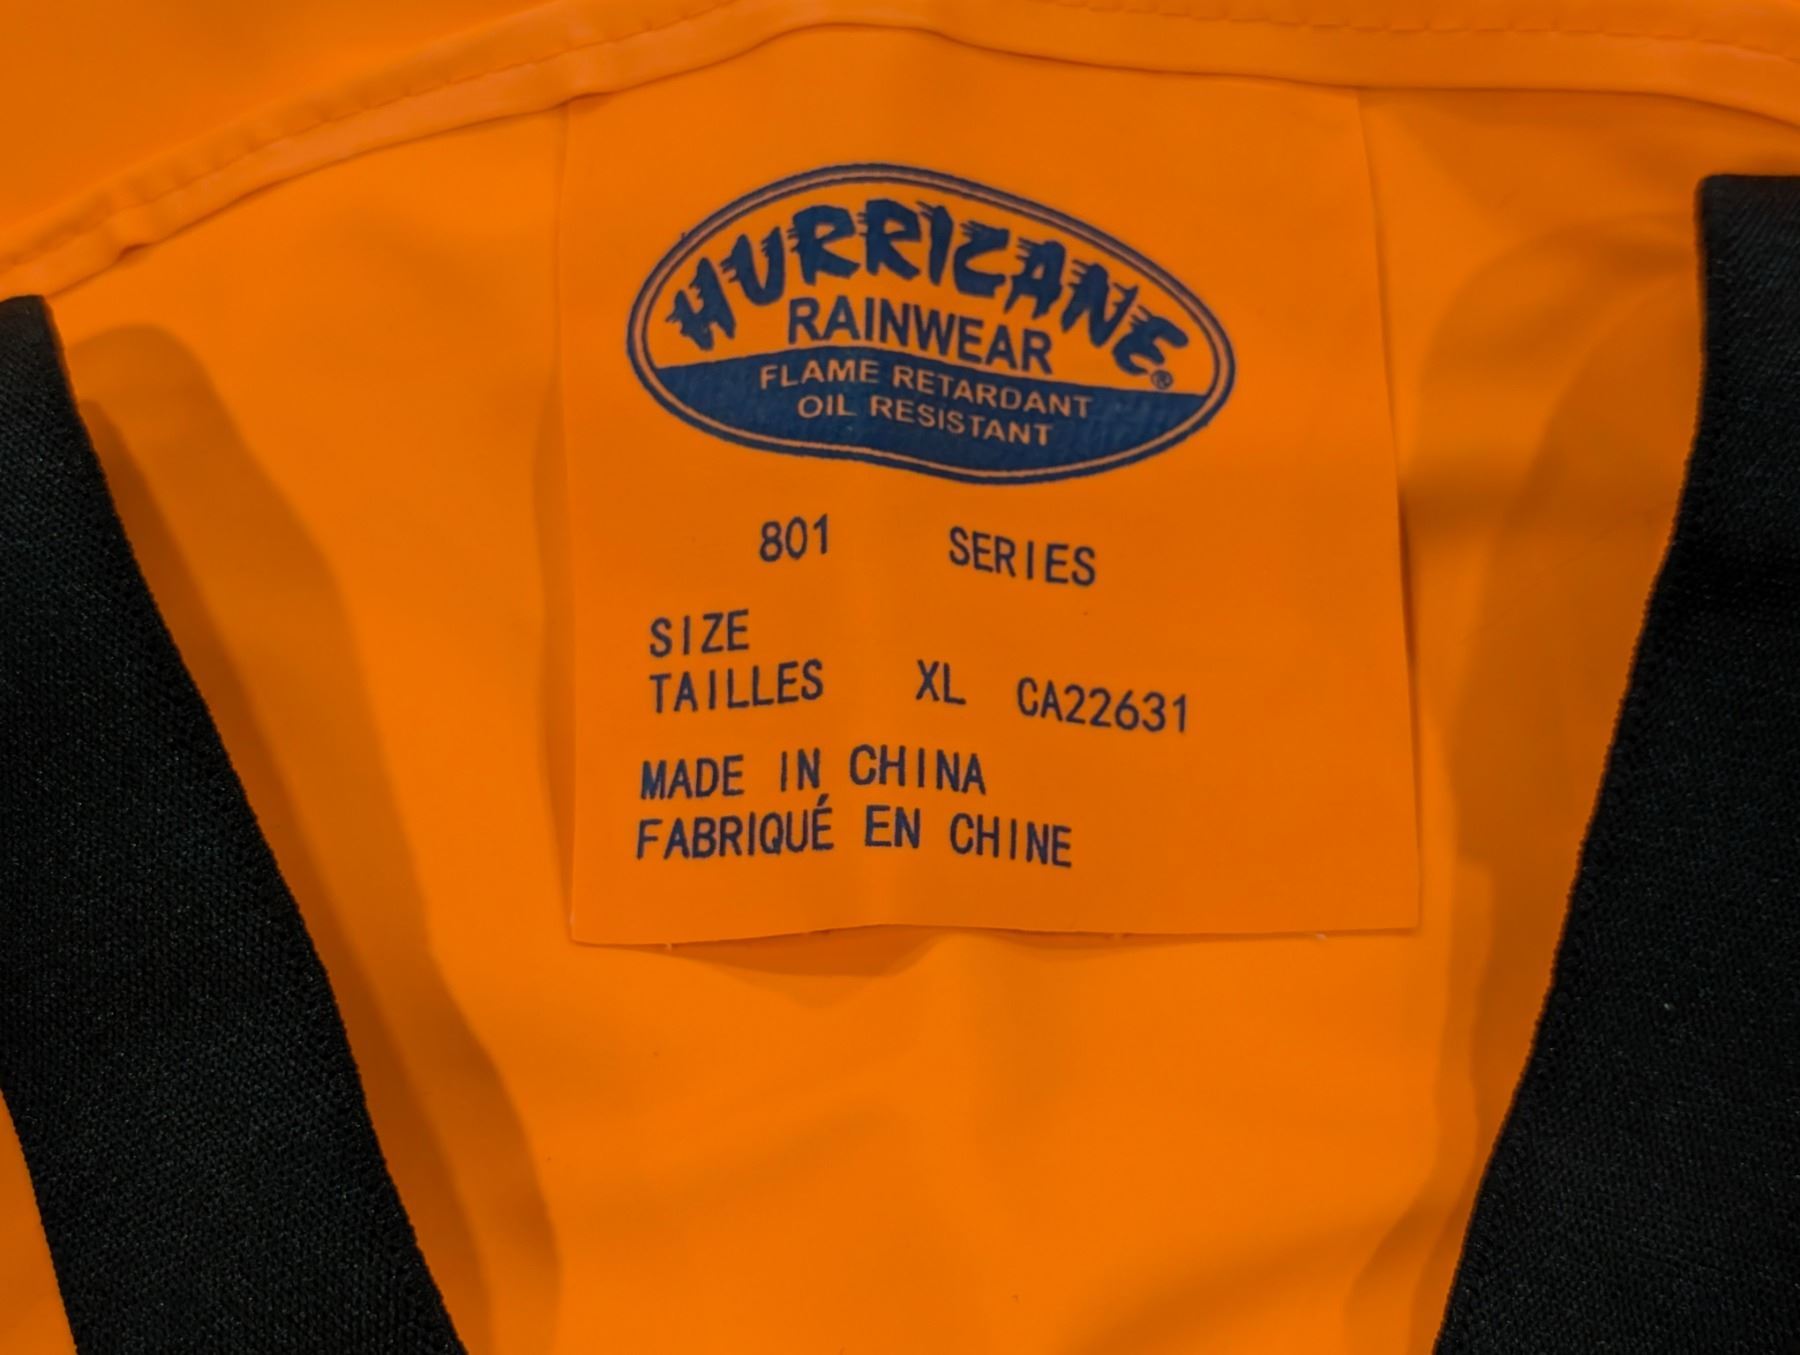 HURRICANE®
RAINWEAR
FLAME RETARDANT
OIL RESISTANT
801 SERIES
SIZE
TAILLES XL CA22631
MADE IN CHINA
FABRIQUÉ EN CHINE